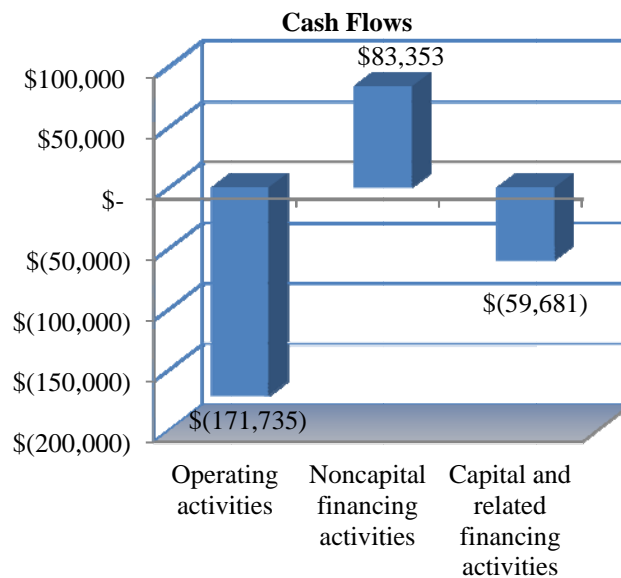 Cash Flows
$83,353
$100,000
$50,000
$-
$(50,000)
$(59,681)
$(100,000)
$(150,000)
$(171,735)
$(200,000)
Operating
activities
Noncapital
financing
activities
Capital and
related
financing
activities